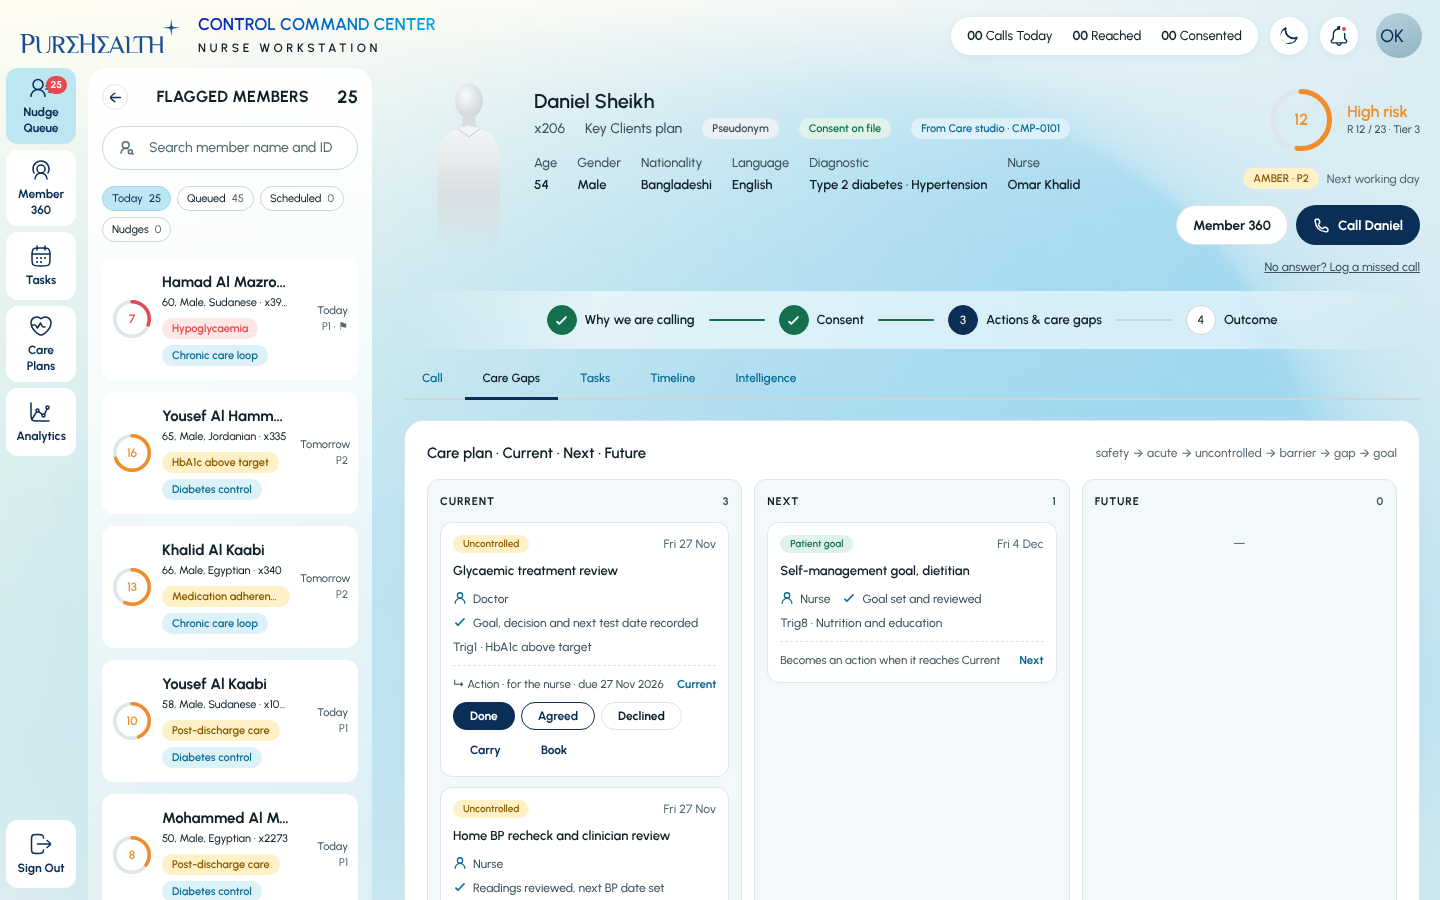 PUREHEALTH
CONTROL COMMAND CENTER
NURSE WORKSTATION
00 Calls Today 00 Reached 00 Consented
OK
25
Nudge
Queue
Member
360
Tasks
Care
Plans
Analytics
Sign Out
FLAGGED MEMBERS 25
Search member name and ID
Today 25 Queued 45 Scheduled 0
Nudges 0
7
Hamad Al Mazro...
60, Male, Sudanese · x39...
Hypoglycaemia
Chronic care loop
Today
P1 · ⚑
16
Yousef Al Hamm...
65, Male, Jordanian · x335
HbA1c above target
Diabetes control
Tomorrow
P2
13
Khalid Al Kaabi
66, Male, Egyptian · x340
Medication adheren...
Chronic care loop
Tomorrow
P2
10
Yousef Al Kaabi
58, Male, Sudanese · x10...
Post-discharge care
Diabetes control
Today
P1
8
Mohammed Al M...
50, Male, Egyptian · x2273
Post-discharge care
Diabetes control
Today
P1
Daniel Sheikh
x206 Key Clients plan Pseudonym Consent on file From Care studio · CMP-0101
Age Gender Nationality Language Diagnostic Nurse
54 Male Bangladeshi English Type 2 diabetes · Hypertension Omar Khalid
12
High risk
R 12 / 23 · Tier 3
AMBER · P2 Next working day
Member 360 Call Daniel
No answer? Log a missed call
Why we are calling Consent 3 Actions & care gaps 4 Outcome
Call Care Gaps Tasks Timeline Intelligence
Care plan · Current · Next · Future safety → acute → uncontrolled → barrier → gap → goal
CURRENT 3
Uncontrolled Fri 27 Nov
Glycaemic treatment review
Doctor
Goal, decision and next test date recorded
Trig1 · HbA1c above target
↳ Action · for the nurse · due 27 Nov 2026 Current
Done Agreed Declined
Carry Book
Uncontrolled Fri 27 Nov
Home BP recheck and clinician review
Nurse
Readings reviewed, next BP date set
NEXT 1
Patient goal Fri 4 Dec
Self-management goal, dietitian
Nurse Goal set and reviewed
Trig8 · Nutrition and education
Becomes an action when it reaches Current Next
FUTURE 0
—